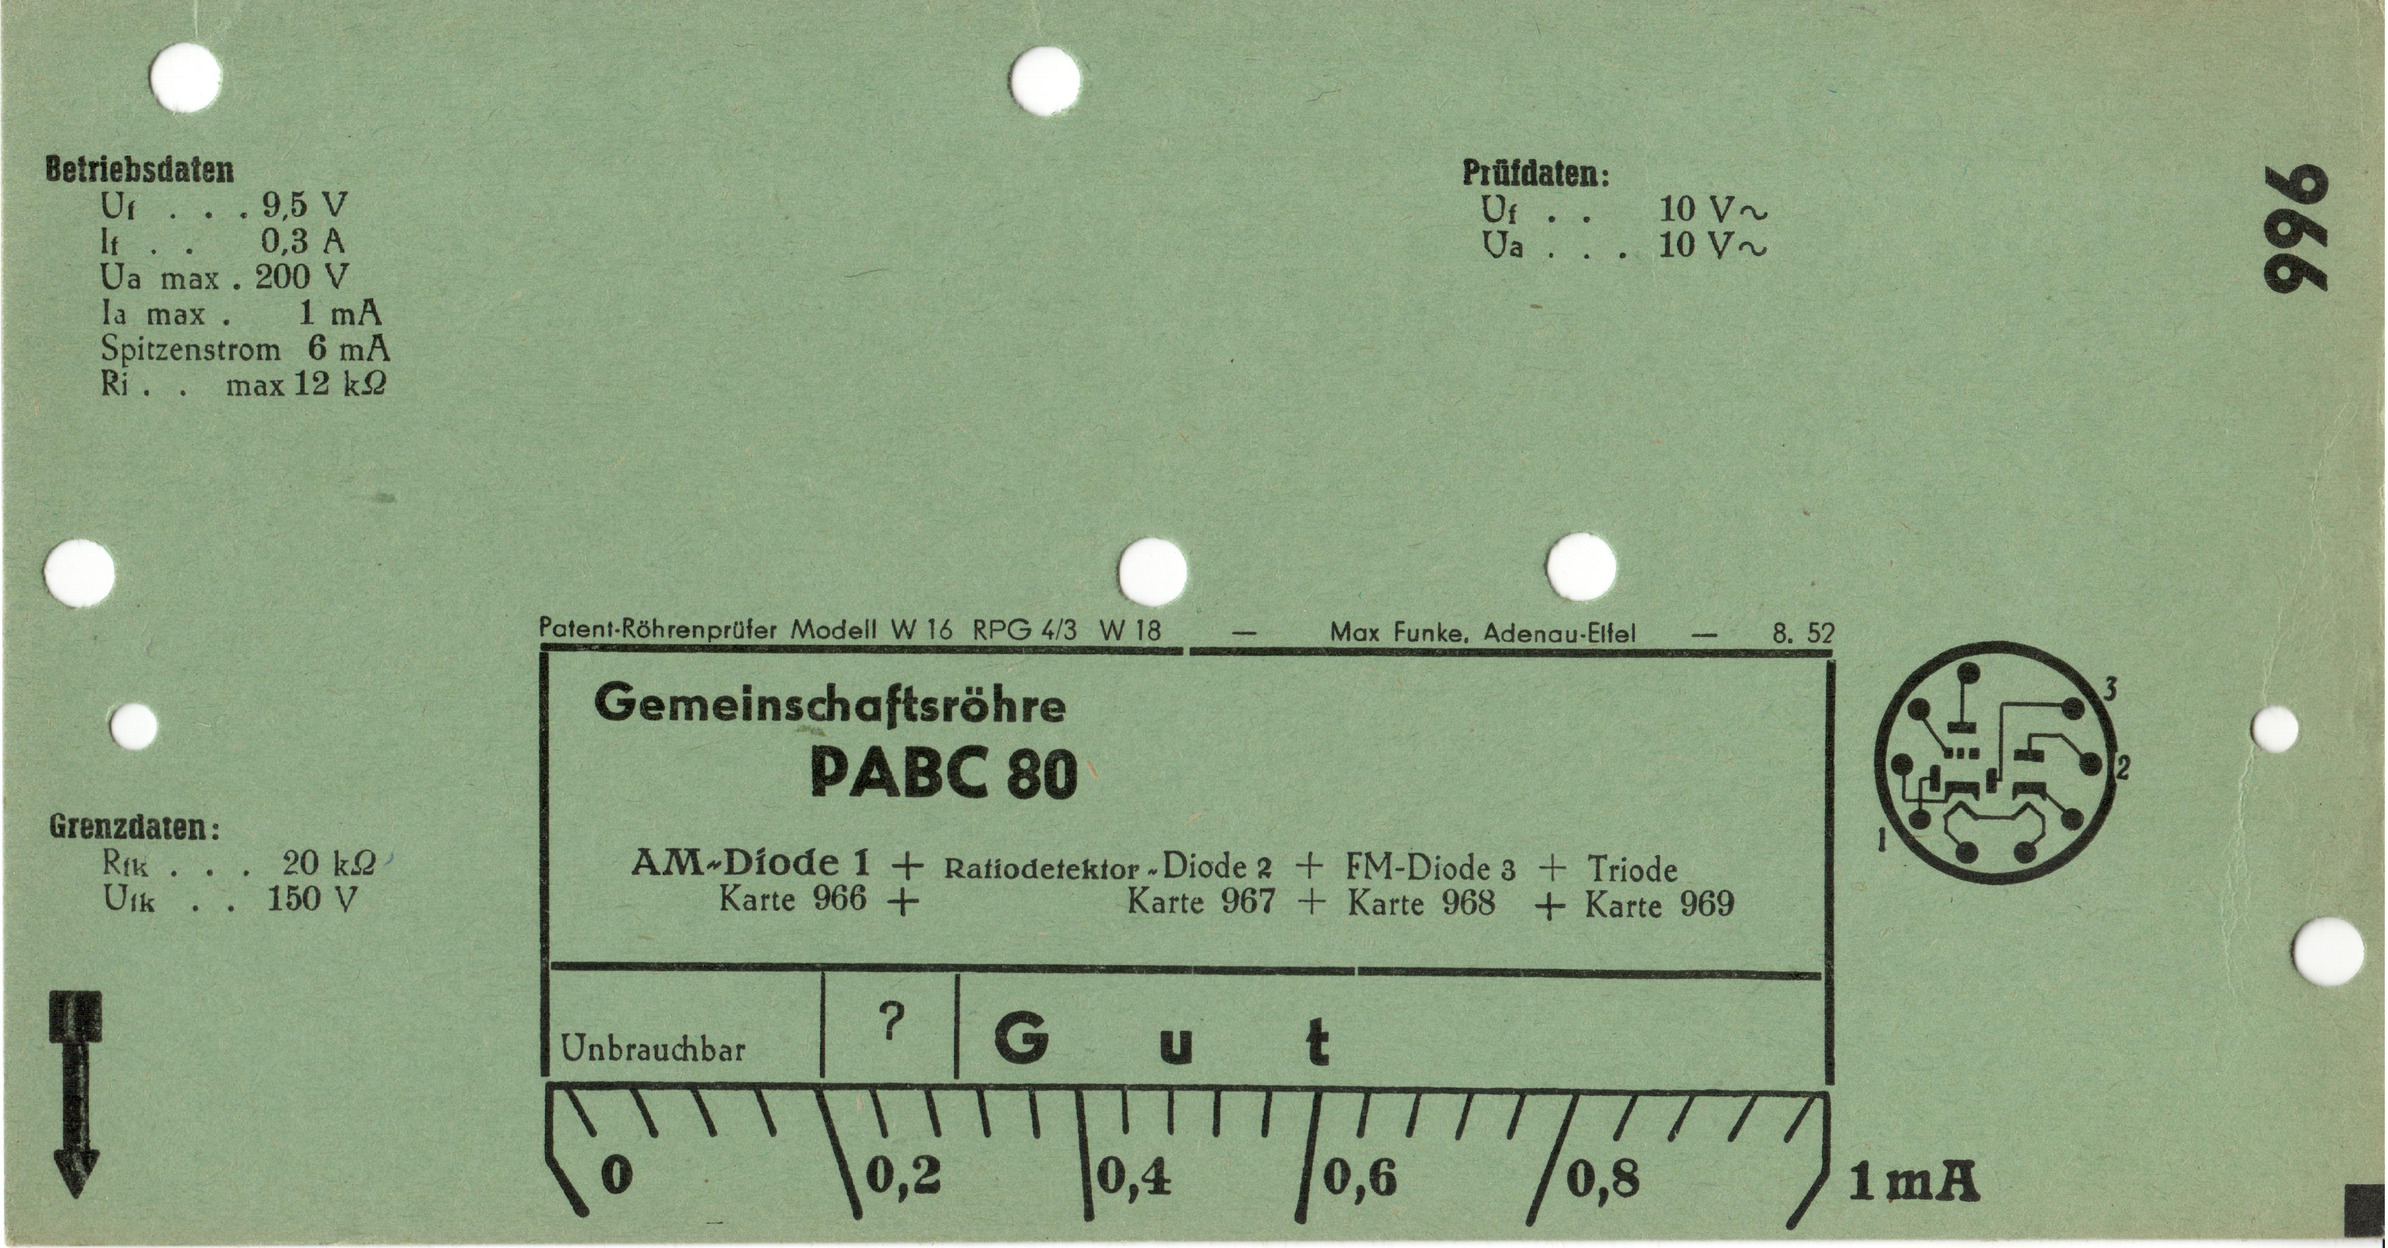 Betriebsdaten
Uf . . . 9,5 V
If . . 0,3 A
Ua max . 200 V
Ia max . 1 mA
Spitzenstrom 6 mA
Ri . . max 12 kΩ
Prüfdaten:
Uf . . 10 V~
Ua . . . 10 V~
966
Patent-Röhrenprüfer Modell W 16 RPG 4/3 W 18 — Max Funke, Adenau-Eifel — 8. 52
Gemeinschaftsröhre
PABC 80
AM-Diode 1 + Ratiodetektor-Diode 2 + FM-Diode 3 + Triode
Karte 966 + Karte 967 + Karte 968 + Karte 969
3
2
1
Grenzdaten:
Rfk . . . 20 kΩ
Ufk . . 150 V
Unbrauchbar ? Gut
0 0,2 0,4 0,6 0,8 1 mA